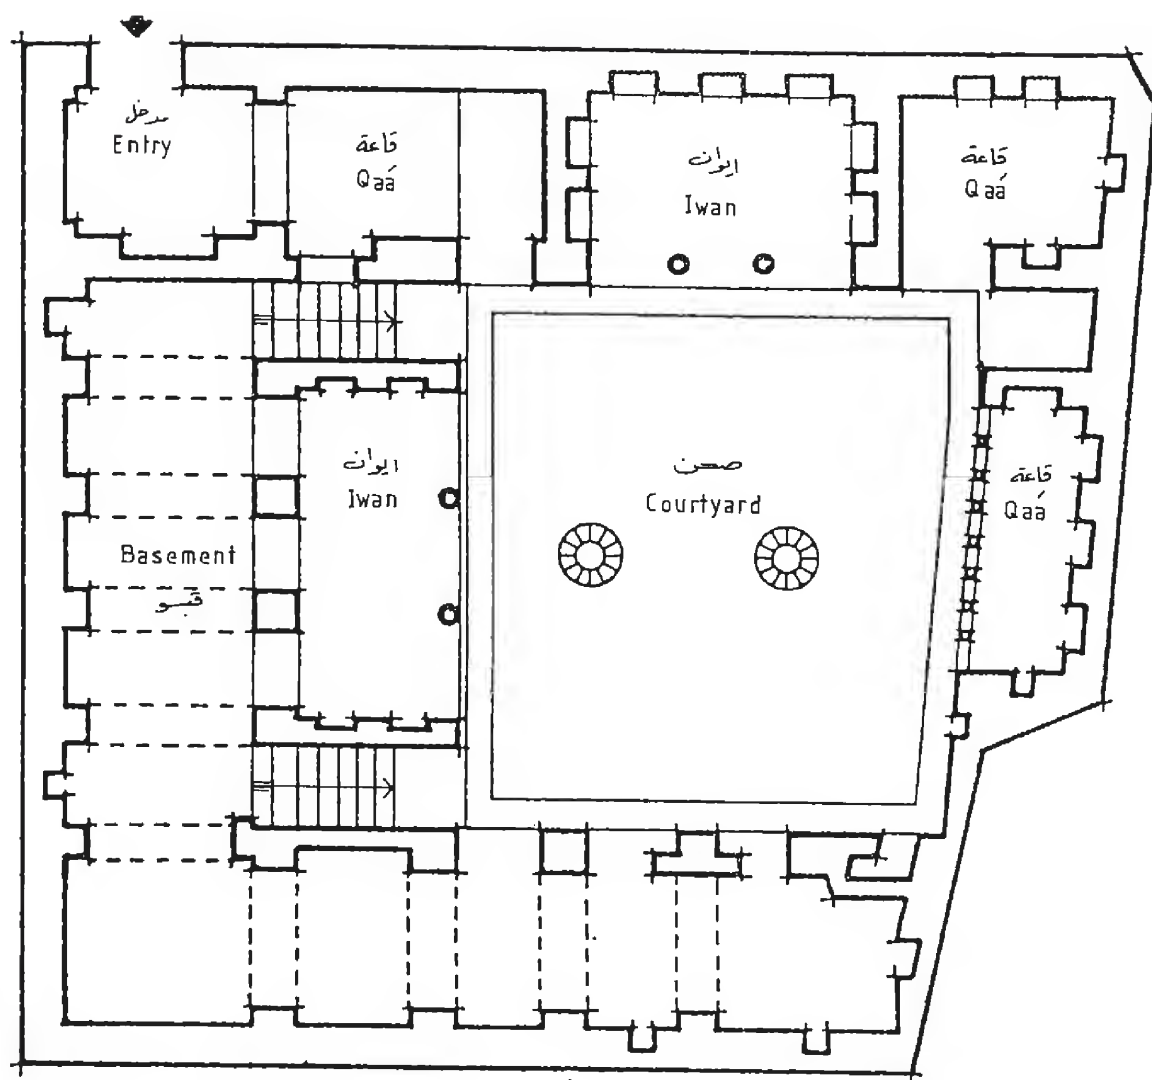 مدخل
Entry
قاعة
Qaá
ايوان
Iwan
قاعة
Qaá
ايوان
Iwan
صحن
Courtyard
قاعة
Qaá
Basement
قبو